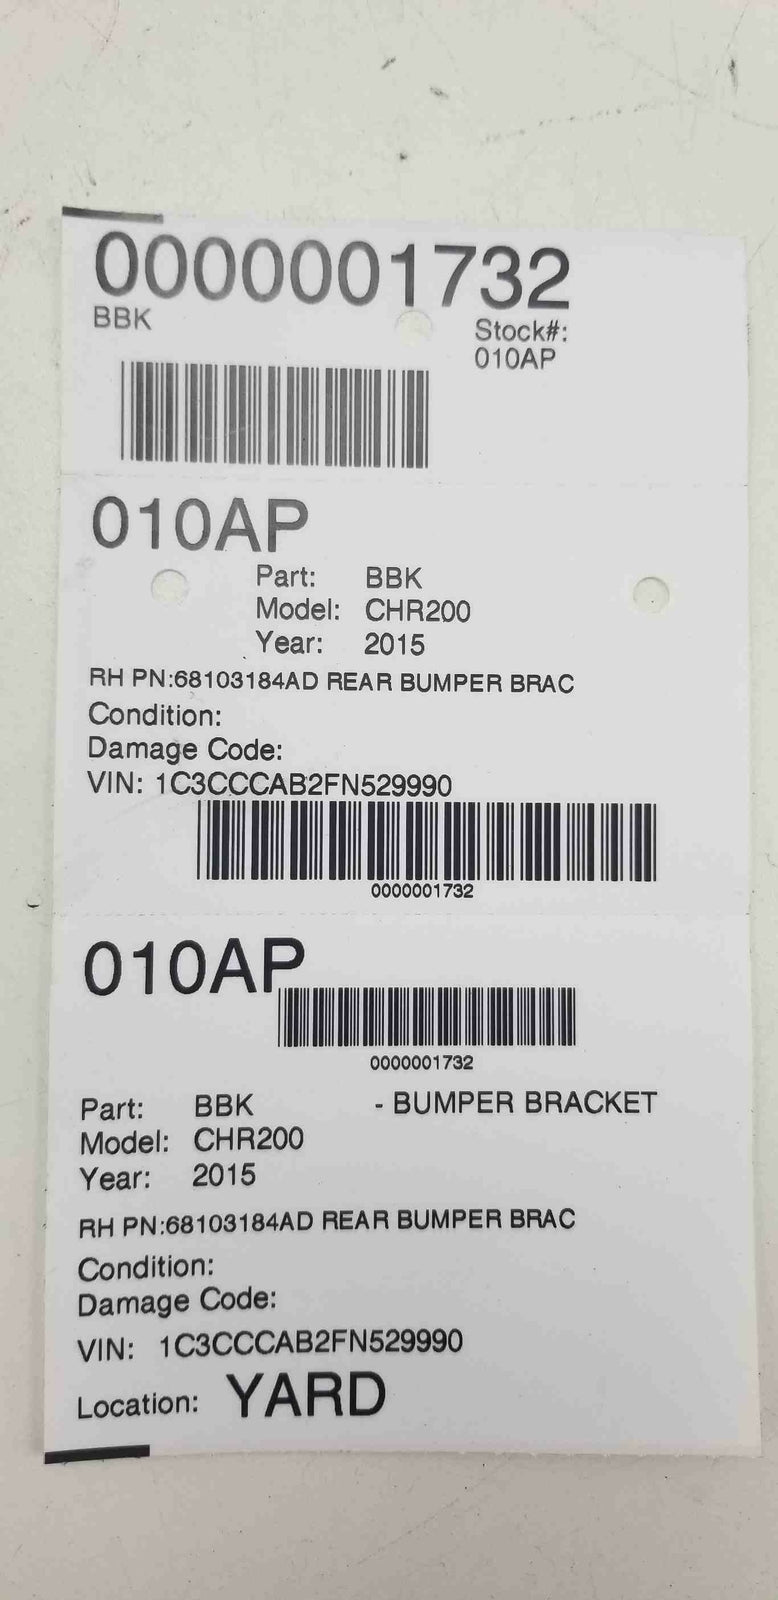 0000001732
BBK
Stock#:
010AP
010AP
Part: BBK
Model: CHR200
Year: 2015
RH PN:68103184AD REAR BUMPER BRAC
Condition:
Damage Code:
VIN: 1C3CCCAB2FN529990
0000001732
010AP
0000001732
Part: BBK - BUMPER BRACKET
Model: CHR200
Year: 2015
RH PN:68103184AD REAR BUMPER BRAC
Condition:
Damage Code:
VIN: 1C3CCCAB2FN529990
Location: YARD